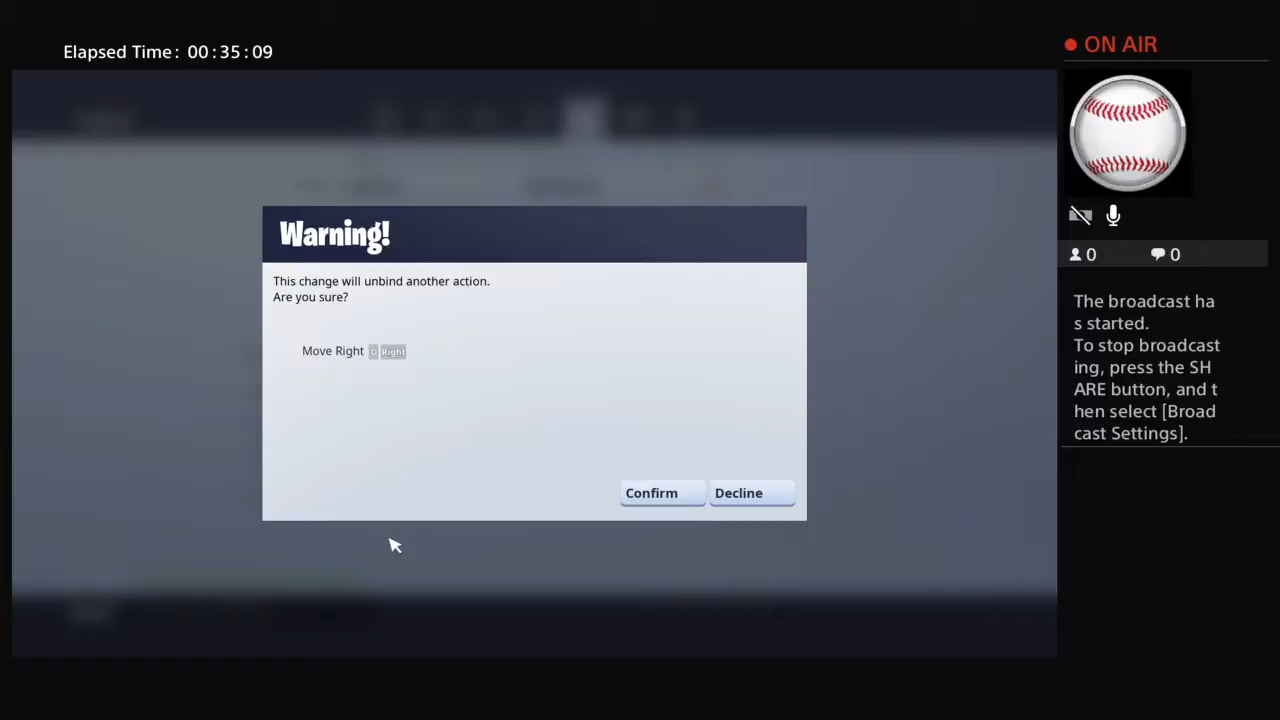 Elapsed Time: 00:35:09
ON AIR
Warning!
This change will unbind another action.
Are you sure?
Move Right D Right
Confirm Decline
0 0
The broadcast ha
s started.
To stop broadcast
ing, press the SH
ARE button, and t
hen select [Broad
cast Settings].